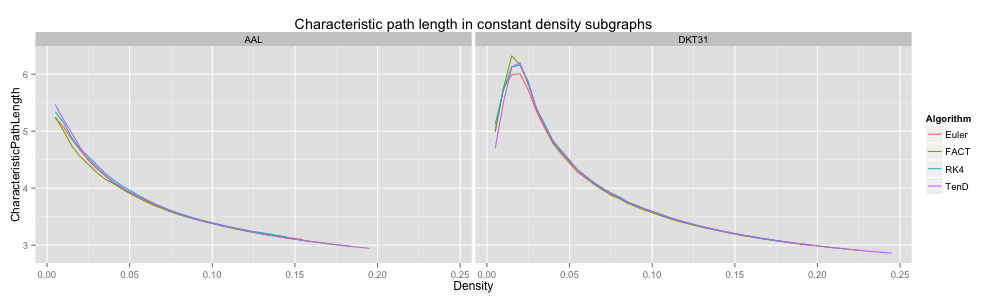 Characteristic path length in constant density subgraphs
AAL
DKT31
CharacteristicPathLength
6
5
4
3
0.00 0.05 0.10 0.15 0.20 0.25
0.00 0.05 0.10 0.15 0.20 0.25
Density
Algorithm
Euler
FACT
RK4
TenD